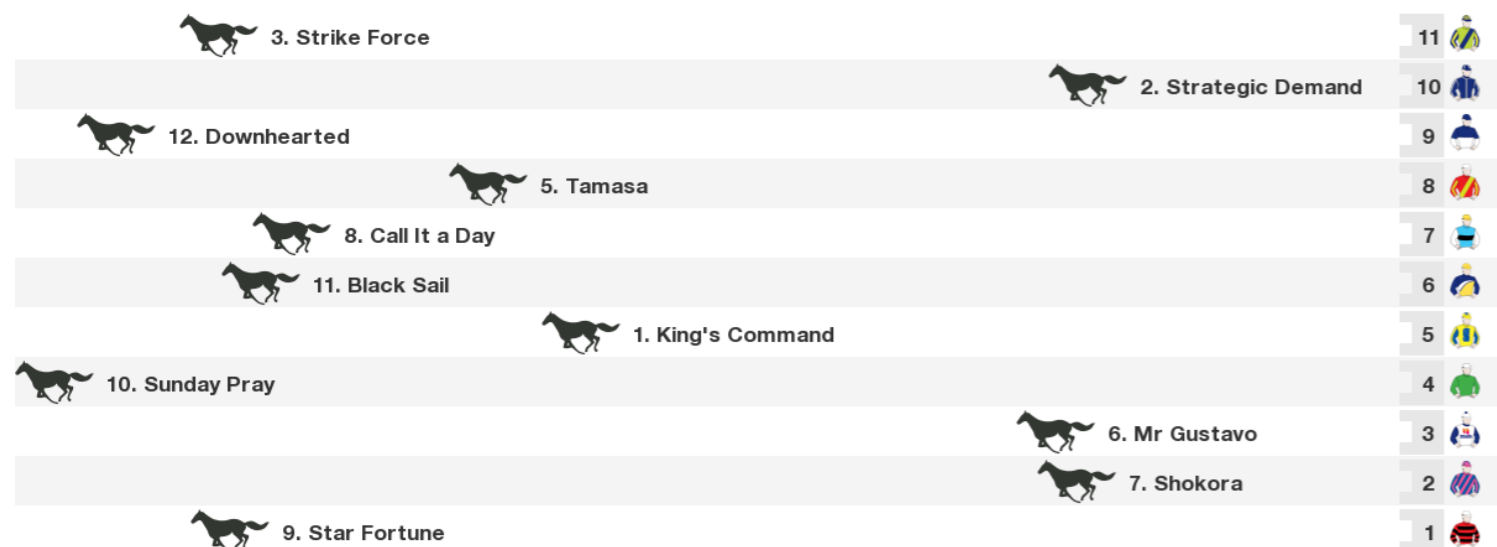 3. Strike Force 11
2. Strategic Demand 10
12. Downhearted 9
5. Tamasa 8
8. Call It a Day 7
11. Black Sail 6
1. King's Command 5
10. Sunday Pray 4
6. Mr Gustavo 3
7. Shokora 2
9. Star Fortune 1